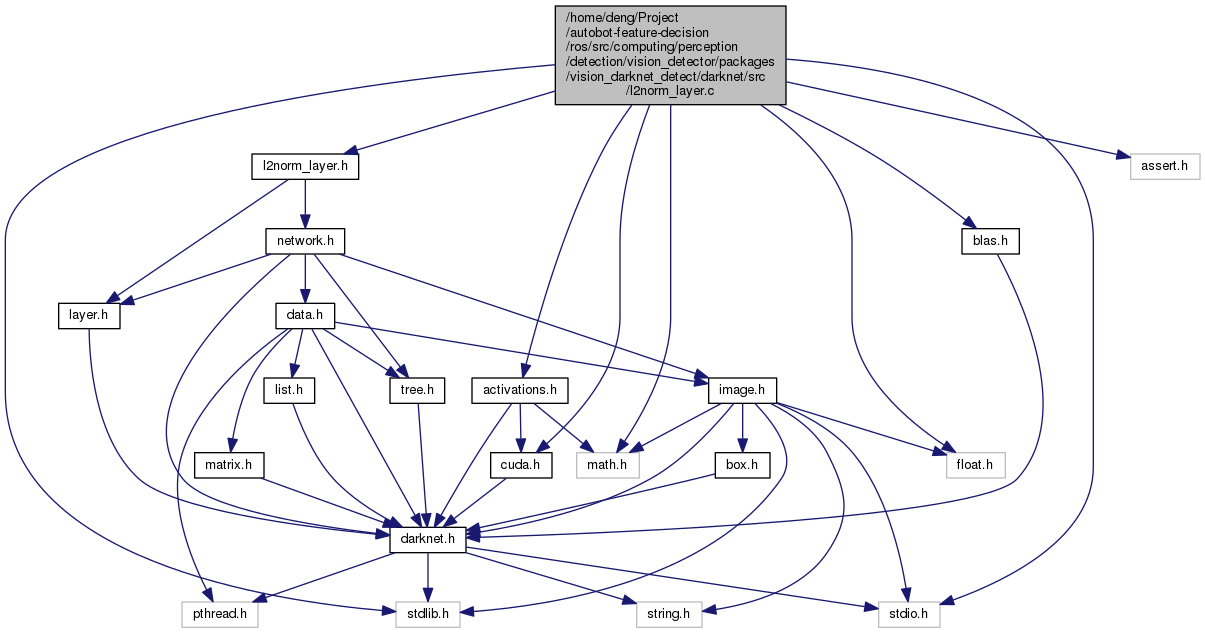 /home/deng/Project
/autobot-feature-decision
/ros/src/computing/perception
/detection/vision_detector/packages
/vision_darknet_detect/darknet/src
/l2norm_layer.c
l2norm_layer.h
assert.h
network.h
blas.h
layer.h
data.h
list.h
tree.h
activations.h
image.h
matrix.h
cuda.h
math.h
box.h
float.h
darknet.h
pthread.h
stdlib.h
string.h
stdio.h